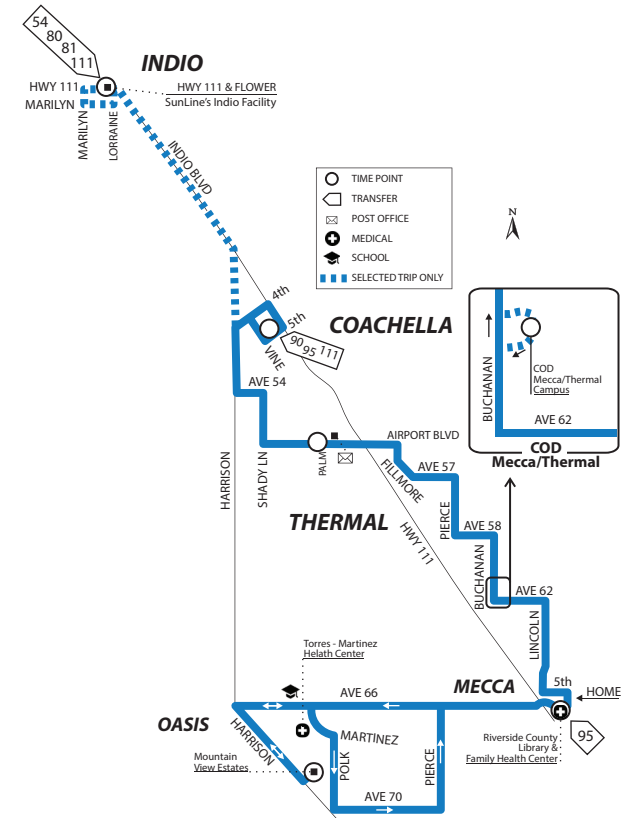 54
80
81
111
INDIO
HWY 111
MARILYN
MARILYN
LORRAINE
HWY 111 & FLOWER
SunLine's Indio Facility
INDIO BLVD
TIME POINT
TRANSFER
POST OFFICE
MEDICAL
SCHOOL
SELECTED TRIP ONLY
N
4th
5th
VINE
COACHELLA
90 95 111
AVE 54
HARRISON
SHADY LN
PALM
AIRPORT BLVD
FILLMORE
AVE 57
PIERCE
AVE 58
HWY 111
THERMAL
BUCHANAN
COD
Mecca/Thermal
Campus
AVE 62
COD
Mecca/Thermal
BUCHANAN
AVE 62
LINCOLN
5th
HOME
MECCA
Torres - Martinez
Helath Center
AVE 66
OASIS
HARRISON
MARTINEZ
POLK
PIERCE
AVE 70
Mountain
View Estates
Riverside County
Library &
Family Health Center
95